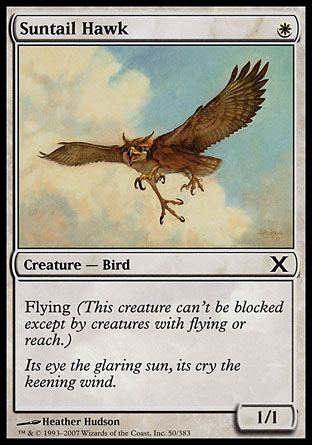 Suntail Hawk
Creature — Bird
X
Flying (This creature can't be blocked
except by creatures with flying or
reach.)
Its eye the glaring sun, its cry the
keening wind.
Heather Hudson
™ & © 1993–2007 Wizards of the Coast, Inc. 50/383
1/1